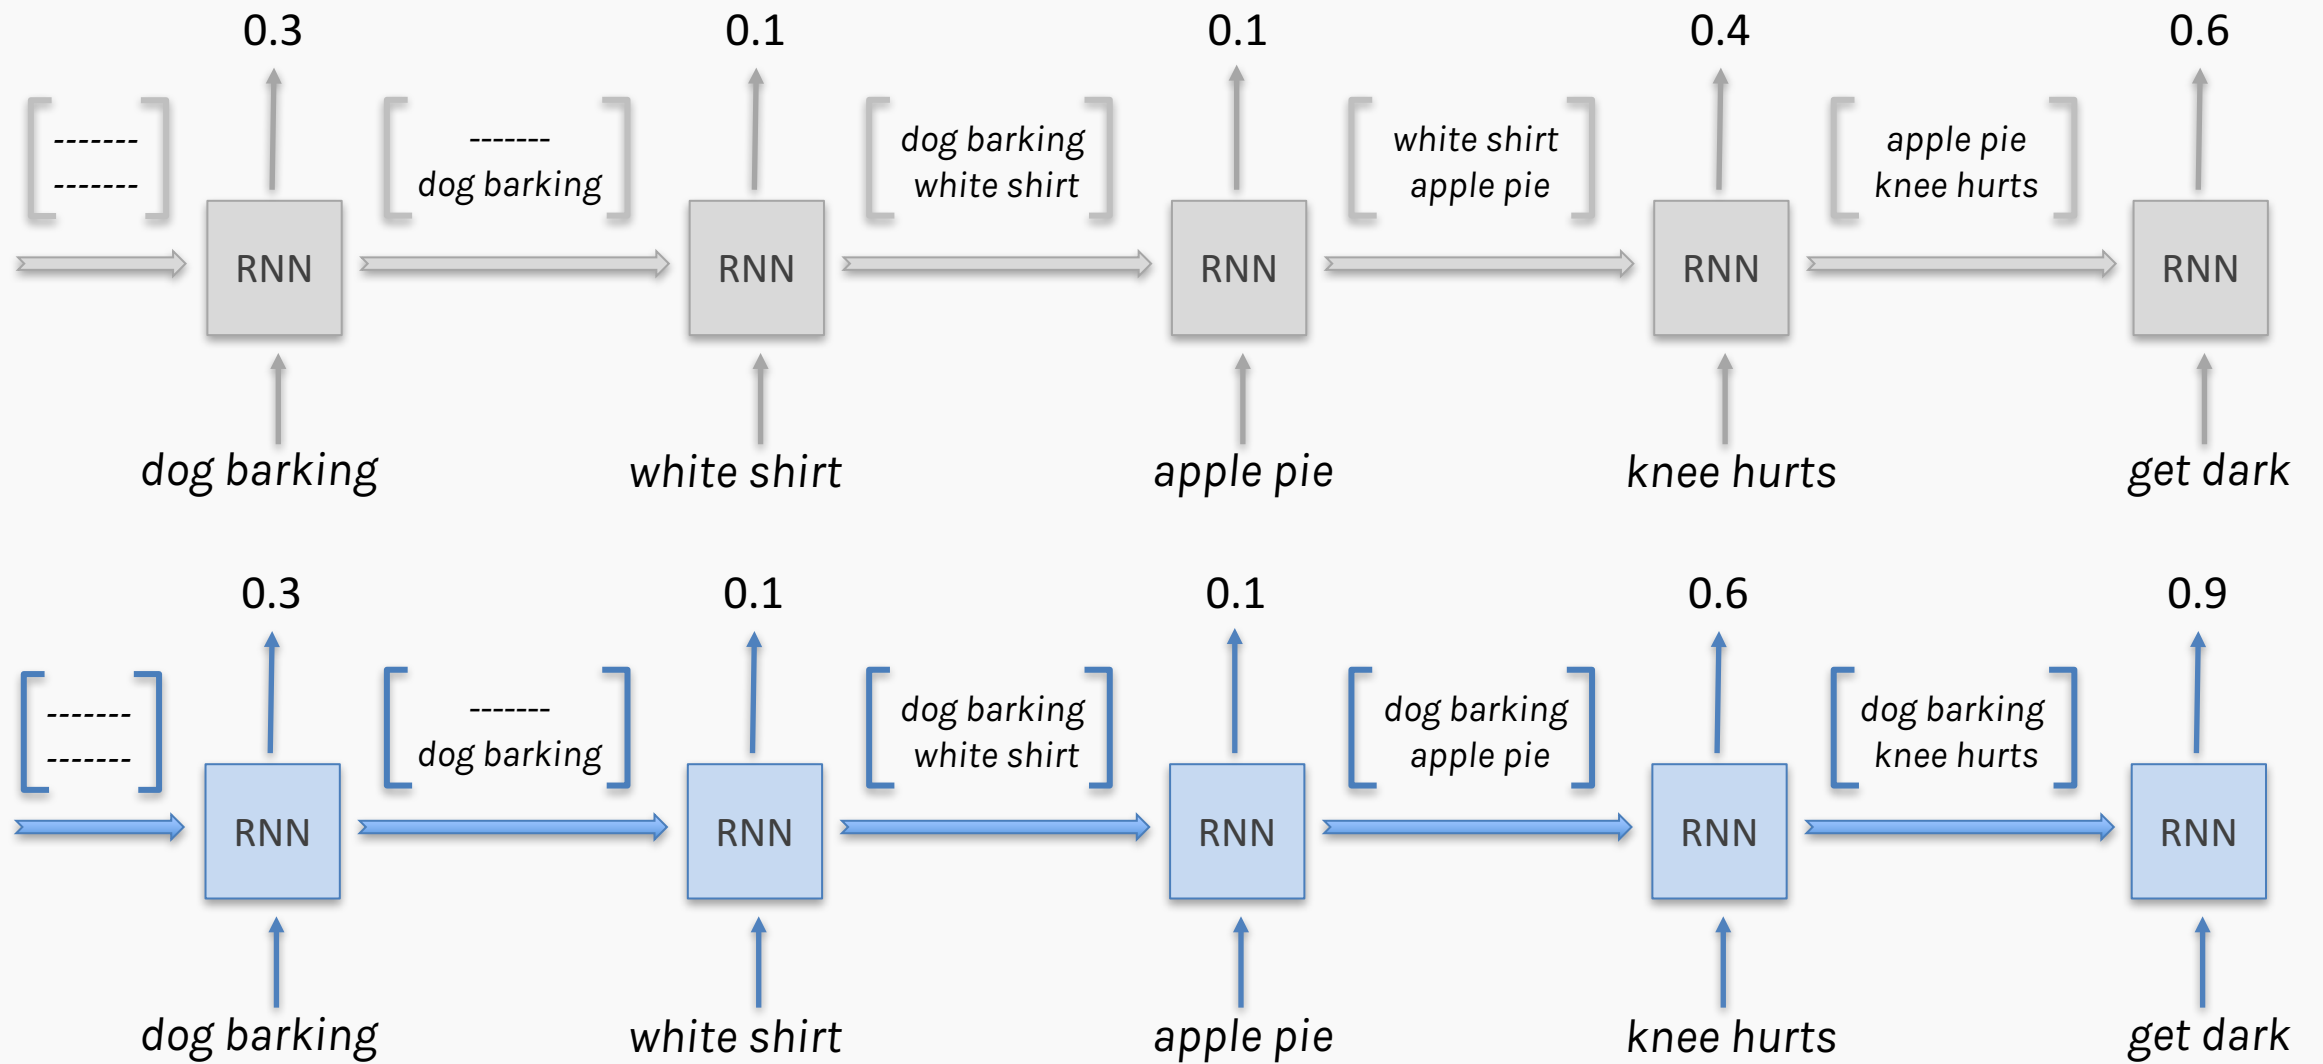 0.3 0.1 0.1 0.4 0.6
------- ------- dog barking white shirt apple pie
------- dog barking white shirt apple pie knee hurts
RNN RNN RNN RNN RNN
dog barking white shirt apple pie knee hurts get dark
0.3 0.1 0.1 0.6 0.9
------- ------- dog barking dog barking dog barking
------- dog barking white shirt apple pie knee hurts
RNN RNN RNN RNN RNN
dog barking white shirt apple pie knee hurts get dark